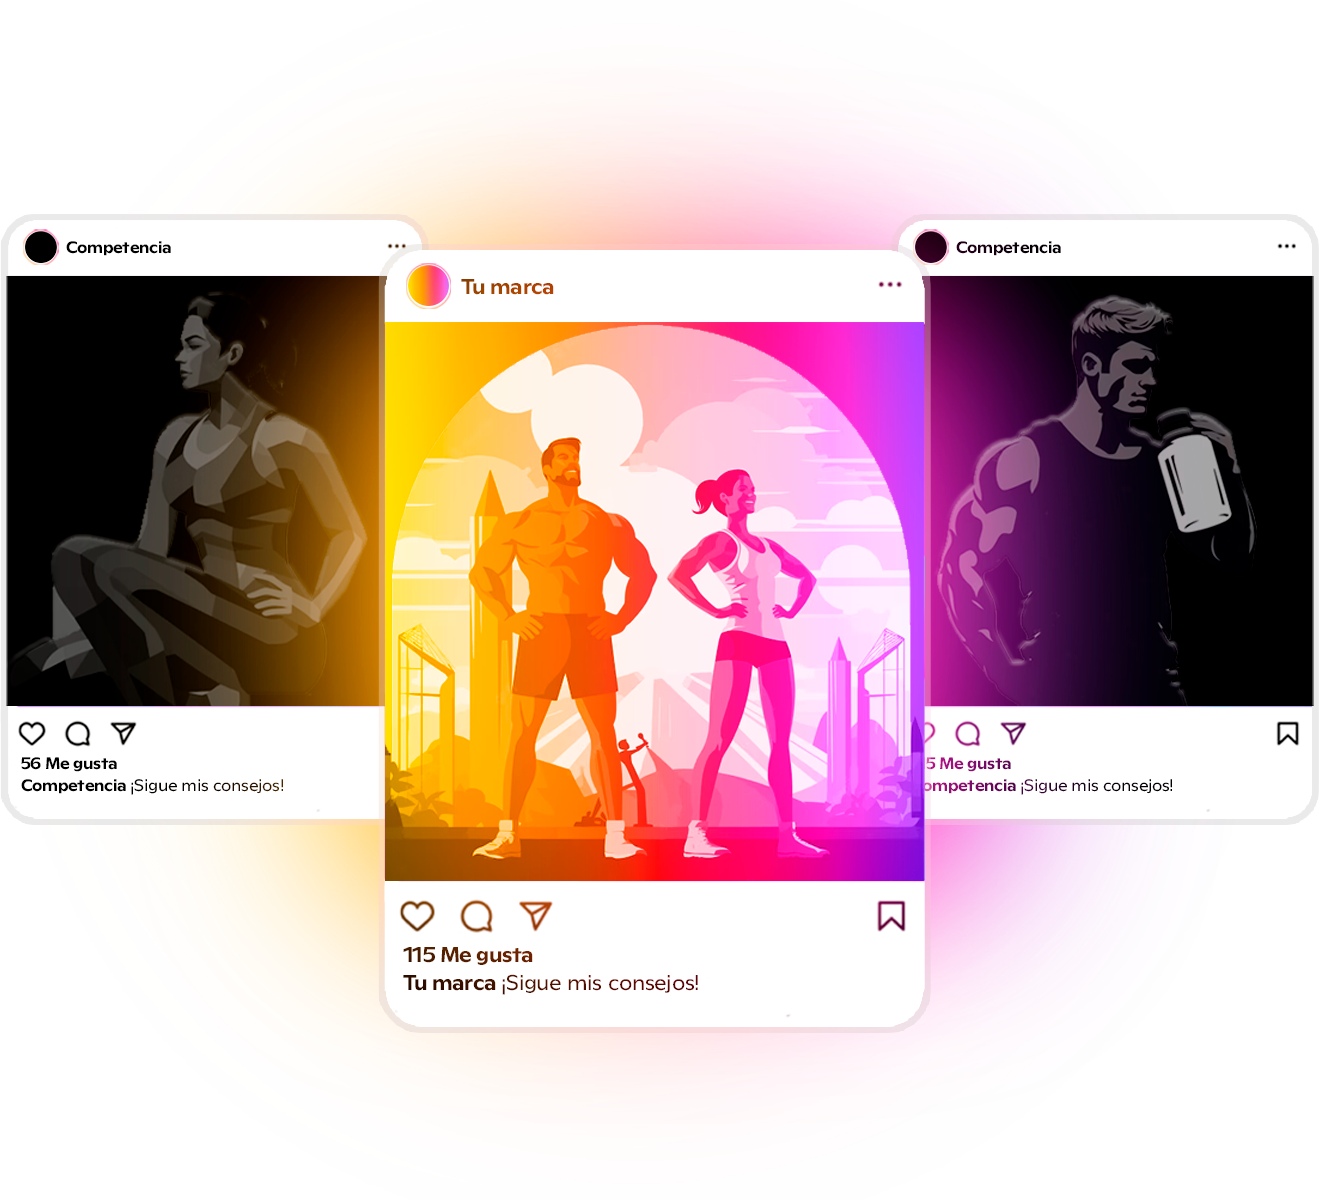 Competencia
56 Me gusta
Competencia ¡Sigue mis consejos!
Tu marca
115 Me gusta
Tu marca ¡Sigue mis consejos!
Competencia
5 Me gusta
ompetencia ¡Sigue mis consejos!